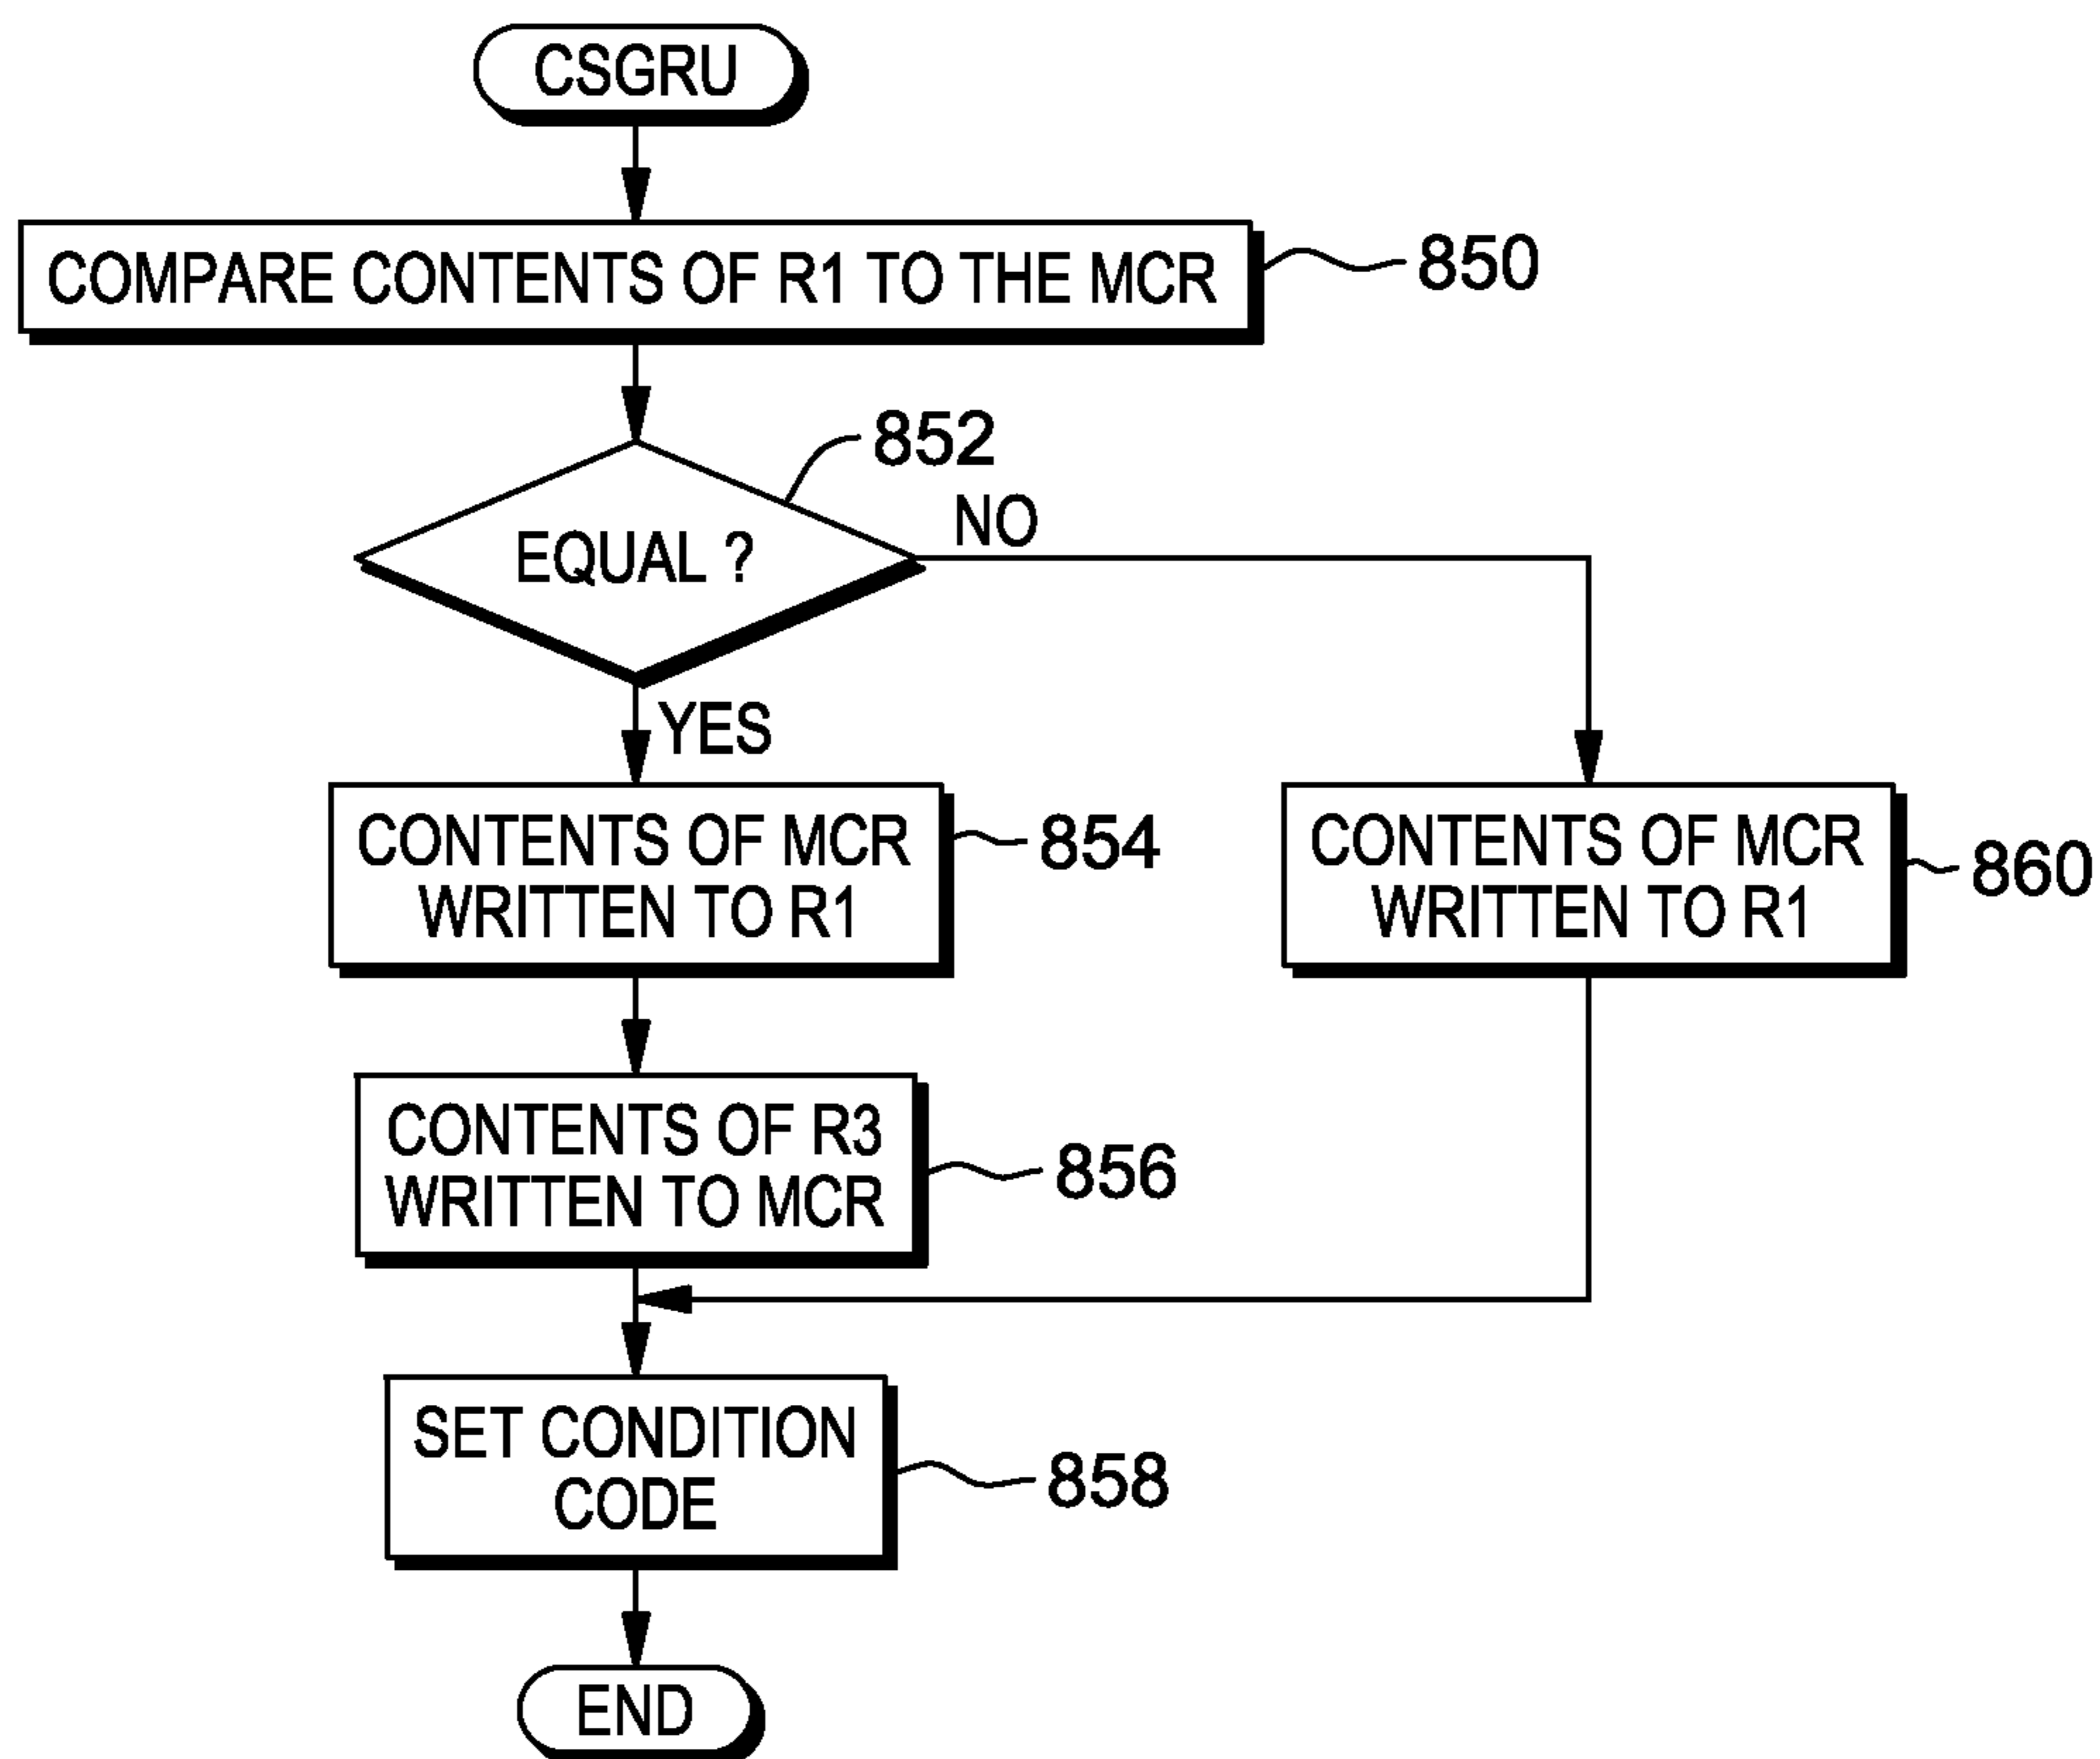 CSGRU
COMPARE CONTENTS OF R1 TO THE MCR
850
852
EQUAL ?
NO
YES
CONTENTS OF MCR
WRITTEN TO R1
854
CONTENTS OF MCR
WRITTEN TO R1
860
CONTENTS OF R3
WRITTEN TO MCR
856
SET CONDITION
CODE
858
END